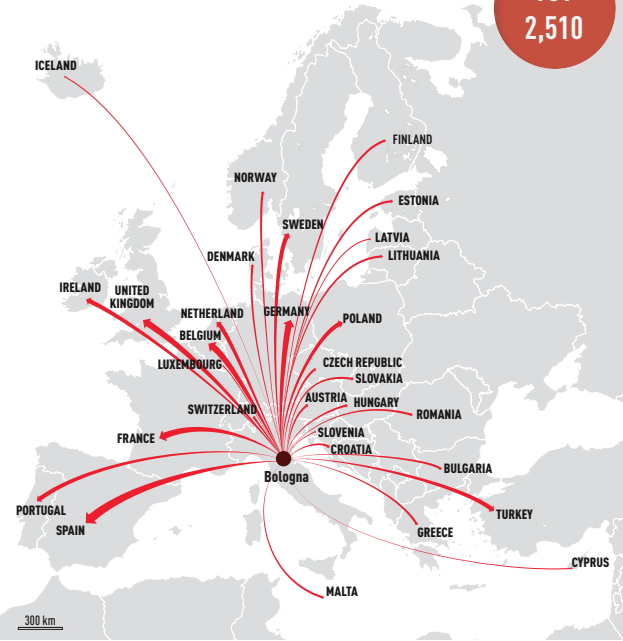 2,510
ICELAND
FINLAND
NORWAY
ESTONIA
SWEDEN
LATVIA
DENMARK
LITHUANIA
IRELAND
UNITED
KINGDOM
NETHERLAND
GERMANY
POLAND
BELGIUM
LUXEMBOURG
CZECH REPUBLIC
SLOVAKIA
AUSTRIA
HUNGARY
SWITZERLAND
ROMANIA
SLOVENIA
FRANCE
CROATIA
BULGARIA
Bologna
PORTUGAL
TURKEY
SPAIN
GREECE
CYPRUS
MALTA
300 km